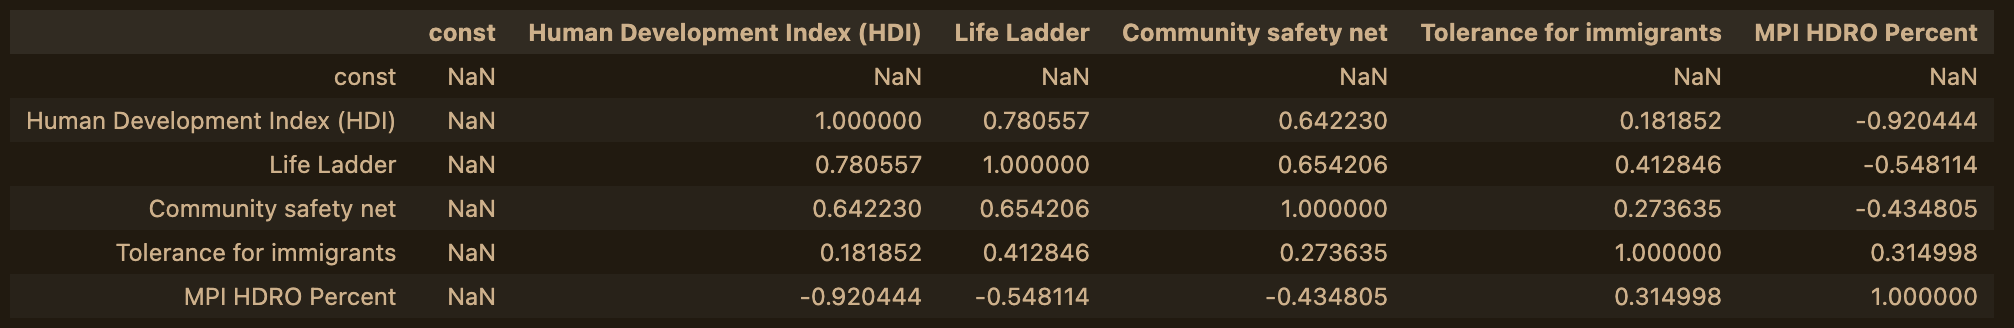 const Human Development Index (HDI) Life Ladder Community safety net Tolerance for immigrants MPI HDRO Percent
const NaN NaN NaN NaN NaN NaN
Human Development Index (HDI) NaN 1.000000 0.780557 0.642230 0.181852 -0.920444
Life Ladder NaN 0.780557 1.000000 0.654206 0.412846 -0.548114
Community safety net NaN 0.642230 0.654206 1.000000 0.273635 -0.434805
Tolerance for immigrants NaN 0.181852 0.412846 0.273635 1.000000 0.314998
MPI HDRO Percent NaN -0.920444 -0.548114 -0.434805 0.314998 1.000000